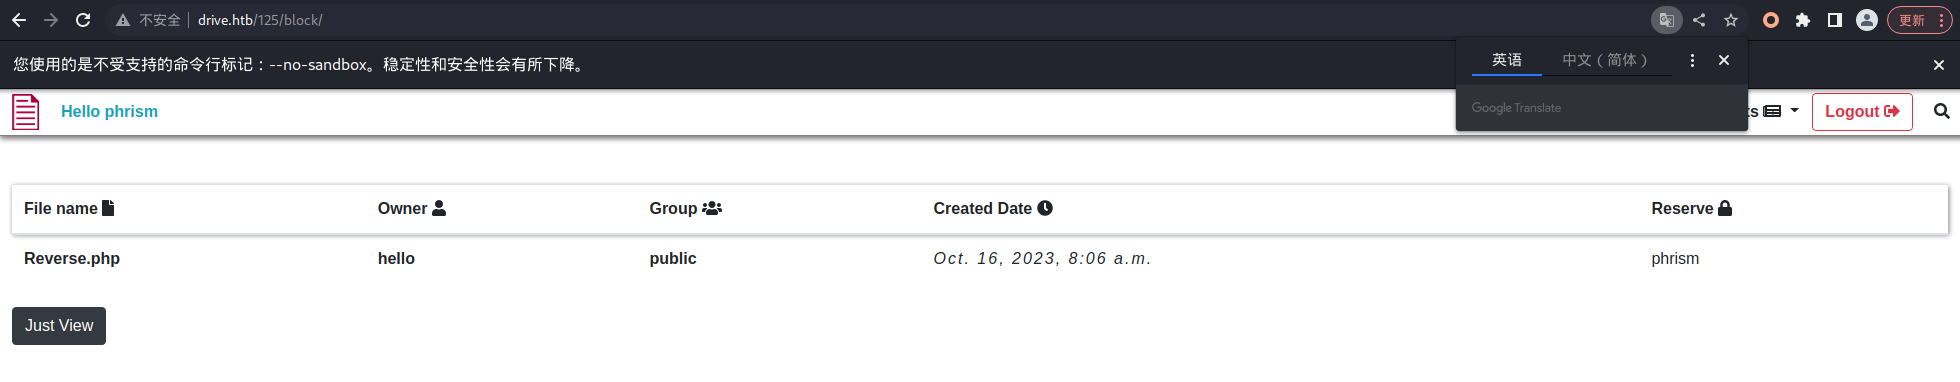 不安全 drive.htb/125/block/
更新
您使用的是不受支持的命令行标记：--no-sandbox。稳定性和安全性会有所下降。
英语 中文（简体）
Google Translate
Hello phrism
ts
Logout
File name Owner Group Created Date Reserve
Reverse.php hello public Oct. 16, 2023, 8:06 a.m. phrism
Just View